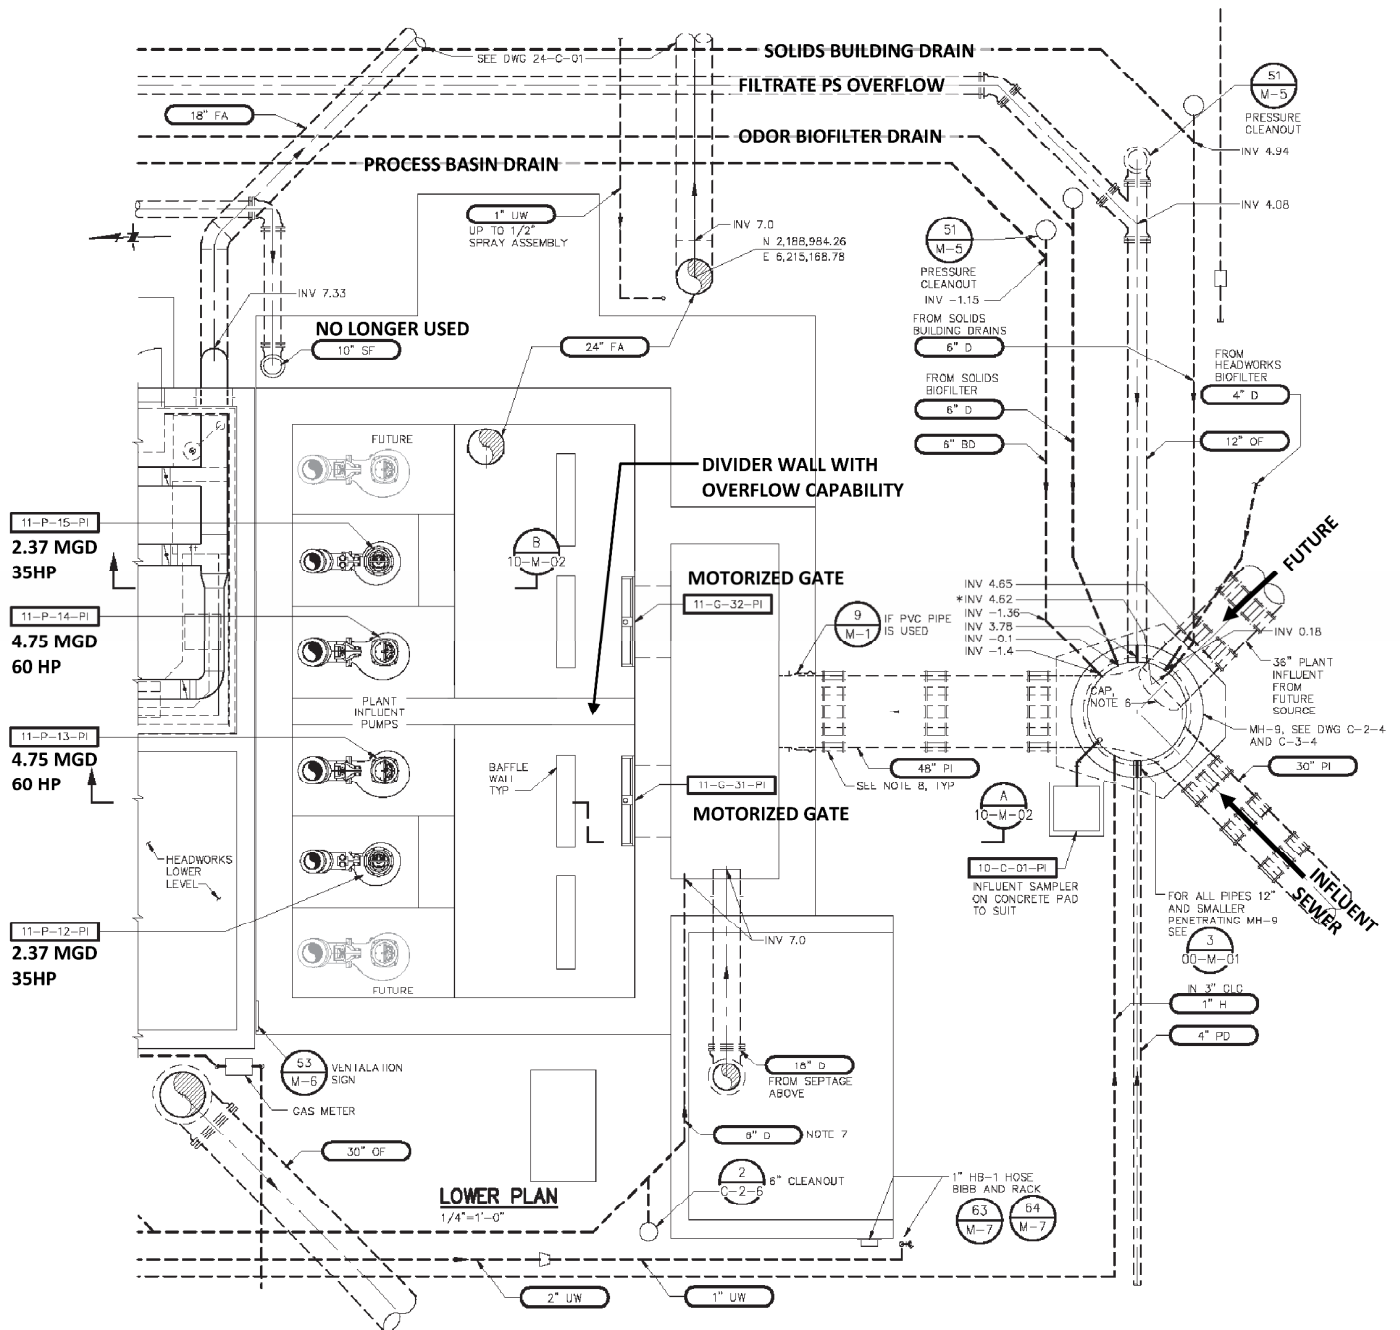 SEE DWG 24-C-01
SOLIDS BUILDING DRAIN
FILTRATE PS OVERFLOW
18" FA
ODOR BIOFILTER DRAIN
PROCESS BASIN DRAIN
51
M-5
PRESSURE
CLEANOUT
INV 4.94
INV 4.08
1" UW
UP TO 1/2"
SPRAY ASSEMBLY
INV 7.0
N 2,188,984.26
E 6,215,168.78
51
M-5
PRESSURE
CLEANOUT
INV -1.15
INV 7.33
NO LONGER USED
10" SF
24" FA
FROM SOLIDS
BUILDING DRAINS
6" D
FROM SOLIDS
BIOFILTER
6" D
6" BD
FROM
HEADWORKS
BIOFILTER
4" D
12" OF
FUTURE
DIVIDER WALL WITH
OVERFLOW CAPABILITY
11-P-15-PI
2.37 MGD
35HP
B
10-M-02
MOTORIZED GATE
11-G-32-PI
FUTURE
INV 4.65
*INV 4.62
INV -1.36
INV 3.78
INV -0.1
INV -1.4
INV 0.18
9
M-1
IF PVC PIPE
IS USED
11-P-14-PI
4.75 MGD
60 HP
36" PLANT
INFLUENT
FROM
FUTURE
SOURCE
CAP,
NOTE 6
PLANT
INFLUENT
PUMPS
MH-9, SEE DWG C-2-4
AND C-3-4
11-P-13-PI
4.75 MGD
60 HP
BAFFLE
WALL
TYP
11-G-31-PI
MOTORIZED GATE
48" PI
SEE NOTE 8, TYP
30" PI
A
10-M-02
HEADWORKS
LOWER
LEVEL
10-C-01-PI
INFLUENT SAMPLER
ON CONCRETE PAD
TO SUIT
INFLUENT
SEWER
FOR ALL PIPES 12"
AND SMALLER
PENETRATING MH-9
SEE
3
00-M-01
11-P-12-PI
2.37 MGD
35HP
INV 7.0
FUTURE
IN 3" CLC
1" H
4" PD
53
M-6
VENTALATION
SIGN
GAS METER
18" D
FROM SEPTAGE
ABOVE
6" D
NOTE 7
30" OF
2
C-2-6
6" CLEANOUT
1" HB-1 HOSE
BIBB AND RACK
63
M-7
64
M-7
LOWER PLAN
1/4"=1'-0"
2" UW
1" UW